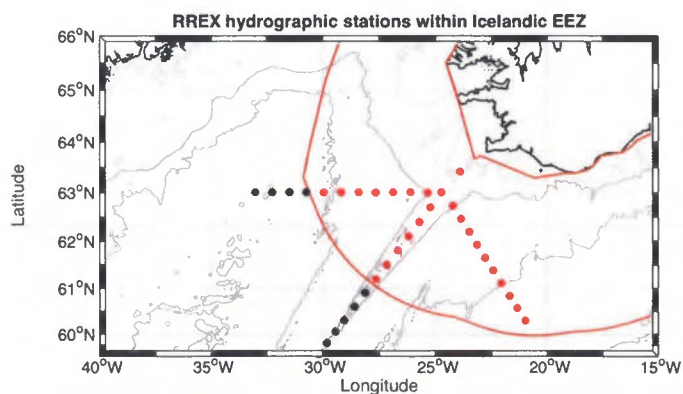 RREX hydrographic stations within Icelandic EEZ
66°N
65°N
64°N
63°N
62°N
61°N
60°N
Latitude
40°W
35°W
30°W
25°W
20°W
15°W
Longitude